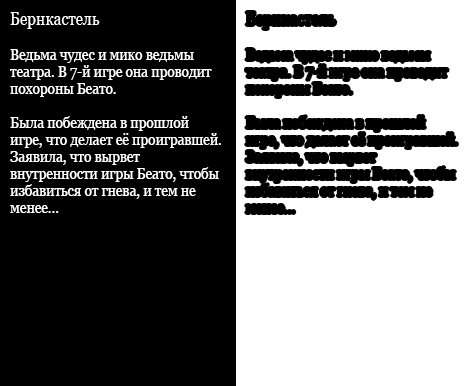 Бернкастель
Ведьма чудес и мико ведьмы
театра. В 7-й игре она проводит
похороны Беато.
Была побеждена в прошлой
игре, что делает её проигравшей.
Заявила, что вырвет
внутренности игры Беато, чтобы
избавиться от гнева, и тем не
менее...
Бернкастель
Ведьма чудес и мико ведьмы
театра. В 7-й игре она проводит
похороны Беато.
Была побеждена в прошлой
игре, что делает её проигравшей.
Заявила, что вырвет
внутренности игры Беато, чтобы
избавиться от гнева, и тем не
менее...